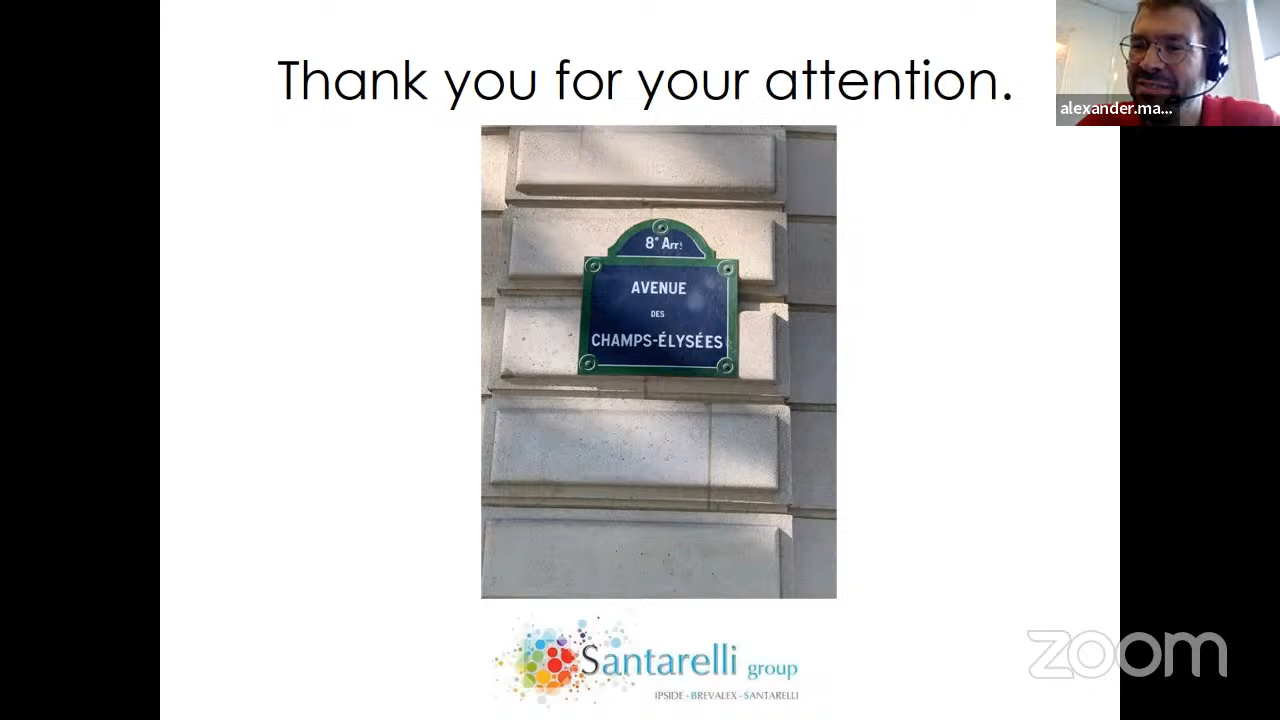 Thank you for your attention.
alexander.ma...
8e Arrt
AVENUE
DES
CHAMPS-ÉLYSÉES
Santarelli group
IPSIDE - BREVALEX - SANTARELLI
zoom